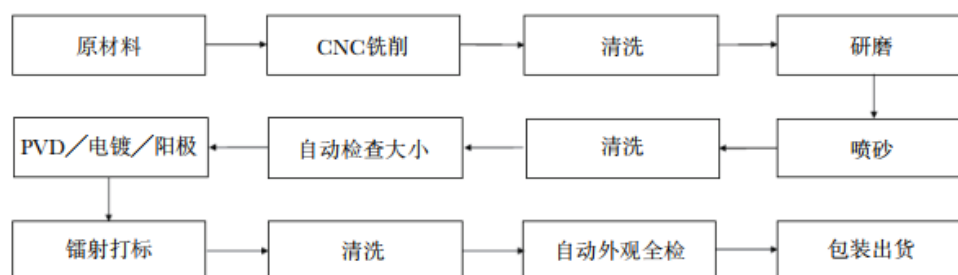 原材料
CNC铣削
清洗
研磨
喷砂
清洗
自动检查大小
PVD／电镀／阳极
镭射打标
清洗
自动外观全检
包装出货